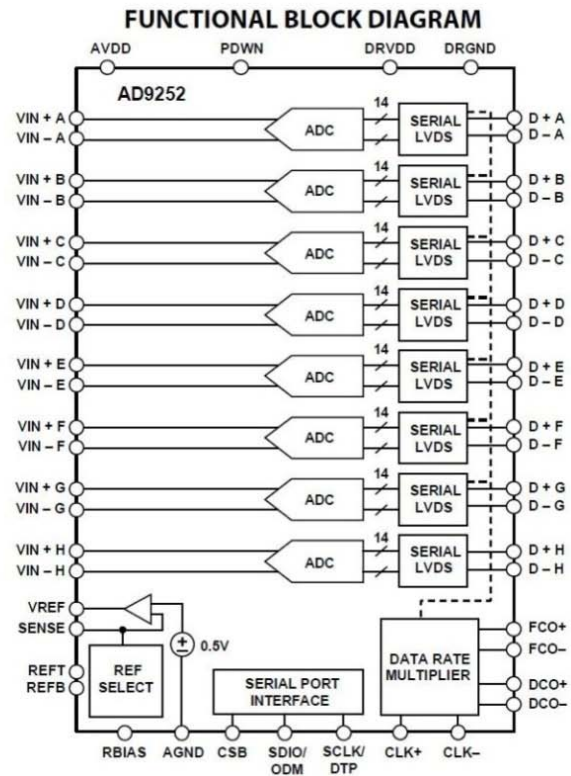 FUNCTIONAL BLOCK DIAGRAM
AVDD PDWN DRVDD DRGND
AD9252
VIN + A
VIN – A
ADC
14
SERIAL
LVDS
D + A
D – A
VIN + B
VIN – B
ADC
14
SERIAL
LVDS
D + B
D – B
VIN + C
VIN – C
ADC
14
SERIAL
LVDS
D + C
D – C
VIN + D
VIN – D
ADC
14
SERIAL
LVDS
D + D
D – D
VIN + E
VIN – E
ADC
14
SERIAL
LVDS
D + E
D – E
VIN + F
VIN – F
ADC
14
SERIAL
LVDS
D + F
D – F
VIN + G
VIN – G
ADC
14
SERIAL
LVDS
D + G
D – G
VIN + H
VIN – H
ADC
14
SERIAL
LVDS
D + H
D – H
VREF
SENSE
0.5V
REFT
REFB
REF
SELECT
SERIAL PORT
INTERFACE
DATA RATE
MULTIPLIER
FCO+
FCO–
DCO+
DCO–
RBIAS AGND CSB SDIO/
ODM
SCLK/
DTP
CLK+ CLK–